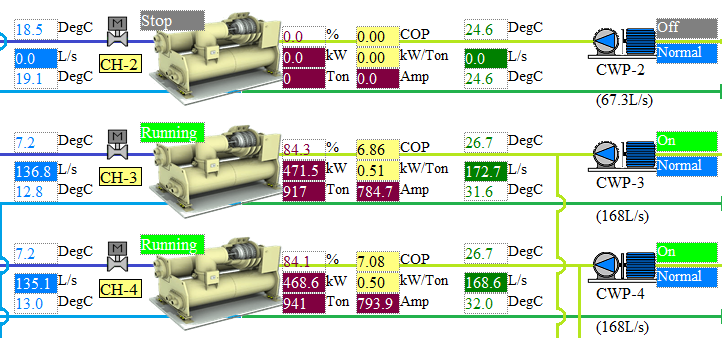 18.5 DegC M Stop 0.0 % 0.00 COP 24.6 DegC Off
0.0 L/s CH-2 0.0 kW 0.00 kW/Ton 0.0 L/s Normal
19.1 DegC 0 Ton 0.0 Amp 24.6 DegC CWP-2
(67.3L/s)
7.2 DegC M Running 84.3 % 6.86 COP 26.7 DegC On
136.8 L/s CH-3 471.5 kW 0.51 kW/Ton 172.7 L/s Normal
12.8 DegC 917 Ton 784.7 Amp 31.6 DegC CWP-3
(168L/s)
7.2 DegC M Running 84.1 % 7.08 COP 26.7 DegC On
135.1 L/s CH-4 468.6 kW 0.50 kW/Ton 168.6 L/s Normal
13.0 DegC 941 Ton 793.9 Amp 32.0 DegC CWP-4
(168L/s)